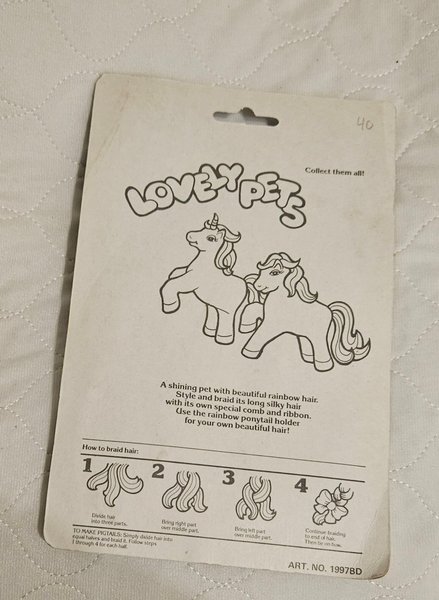 40
Collect them all!
LOVELY PETS
A shining pet with beautiful rainbow hair.
Style and braid its long silky hair
with its own special comb and ribbon.
Use the rainbow ponytail holder
for your own beautiful hair!
How to braid hair:
1 2 3 4
Divide hair
into three parts.
Bring right part
over middle part.
Bring left part
over middle part.
Continue braiding
to end of hair.
Then tie on bow.
TO MAKE PIGTAILS: Simply divide hair into
equal halves and braid it. Follow steps
1 through 4 for each half.
ART. NO. 1997BD